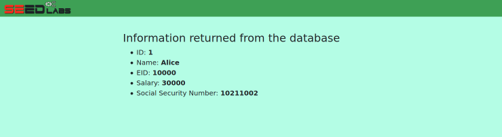 SEED LABS
Information returned from the database
• ID: 1
• Name: Alice
• EID: 10000
• Salary: 30000
• Social Security Number: 10211002